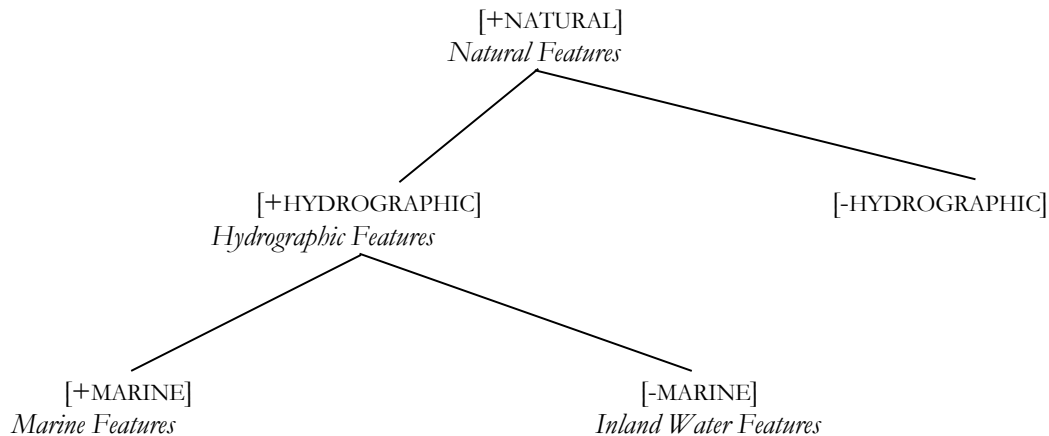 [+NATURAL]
Natural Features
[+HYDROGRAPHIC]
[-HYDROGRAPHIC]
Hydrographic Features
[+MARINE]
[-MARINE]
Marine Features
Inland Water Features